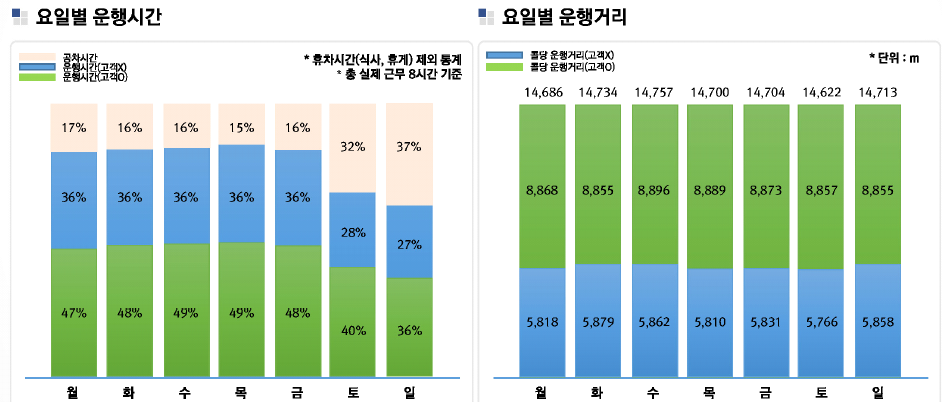 요일별 운행시간
공차시간
운행시간(고객X)
운행시간(고객O)
* 휴차시간(식사, 휴게) 제외 통계
* 총 실제 근무 8시간 기준
17% 16% 16% 15% 16% 32% 37%
36% 36% 36% 36% 36% 28% 27%
47% 48% 49% 49% 48% 40% 36%
월 화 수 목 금 토 일
요일별 운행거리
콜당 운행거리(고객X)
콜당 운행거리(고객O)
* 단위 : m
14,686 14,734 14,757 14,700 14,704 14,622 14,713
8,868 8,855 8,896 8,889 8,873 8,857 8,855
5,818 5,879 5,862 5,810 5,831 5,766 5,858
월 화 수 목 금 토 일